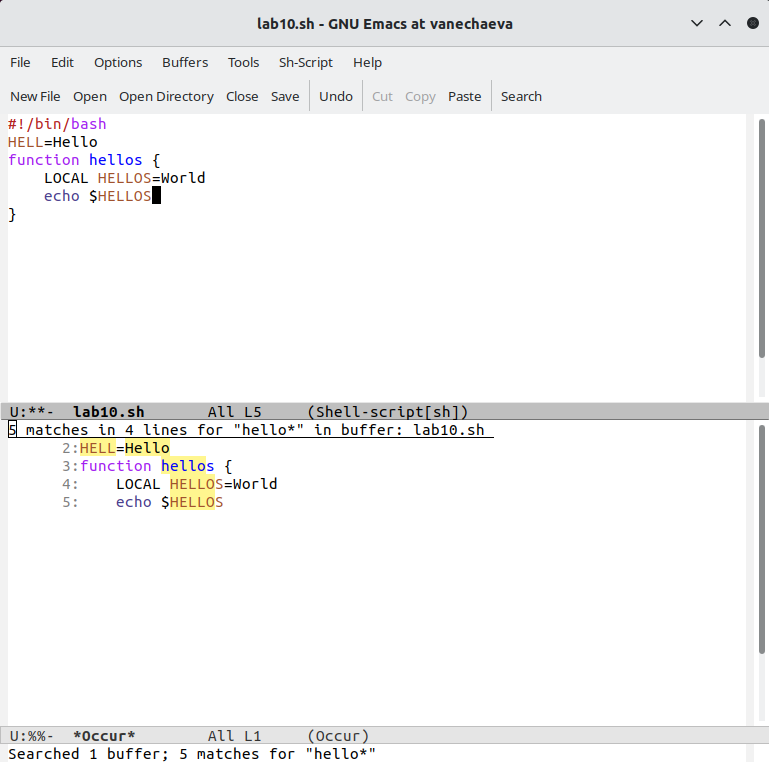 lab10.sh - GNU Emacs at vanechaeva
File Edit Options Buffers Tools Sh-Script Help
New File Open Open Directory Close Save Undo Cut Copy Paste Search
#!/bin/bash
HELL=Hello
function hellos {
    LOCAL HELLOS=World
    echo $HELLOS
}
U:**-  lab10.sh       All L5     (Shell-script[sh])
5 matches in 4 lines for "hello*" in buffer: lab10.sh
      2:HELL=Hello
      3:function hellos {
      4:    LOCAL HELLOS=World
      5:    echo $HELLOS
U:%%-  *Occur*        All L1     (Occur)
Searched 1 buffer; 5 matches for "hello*"